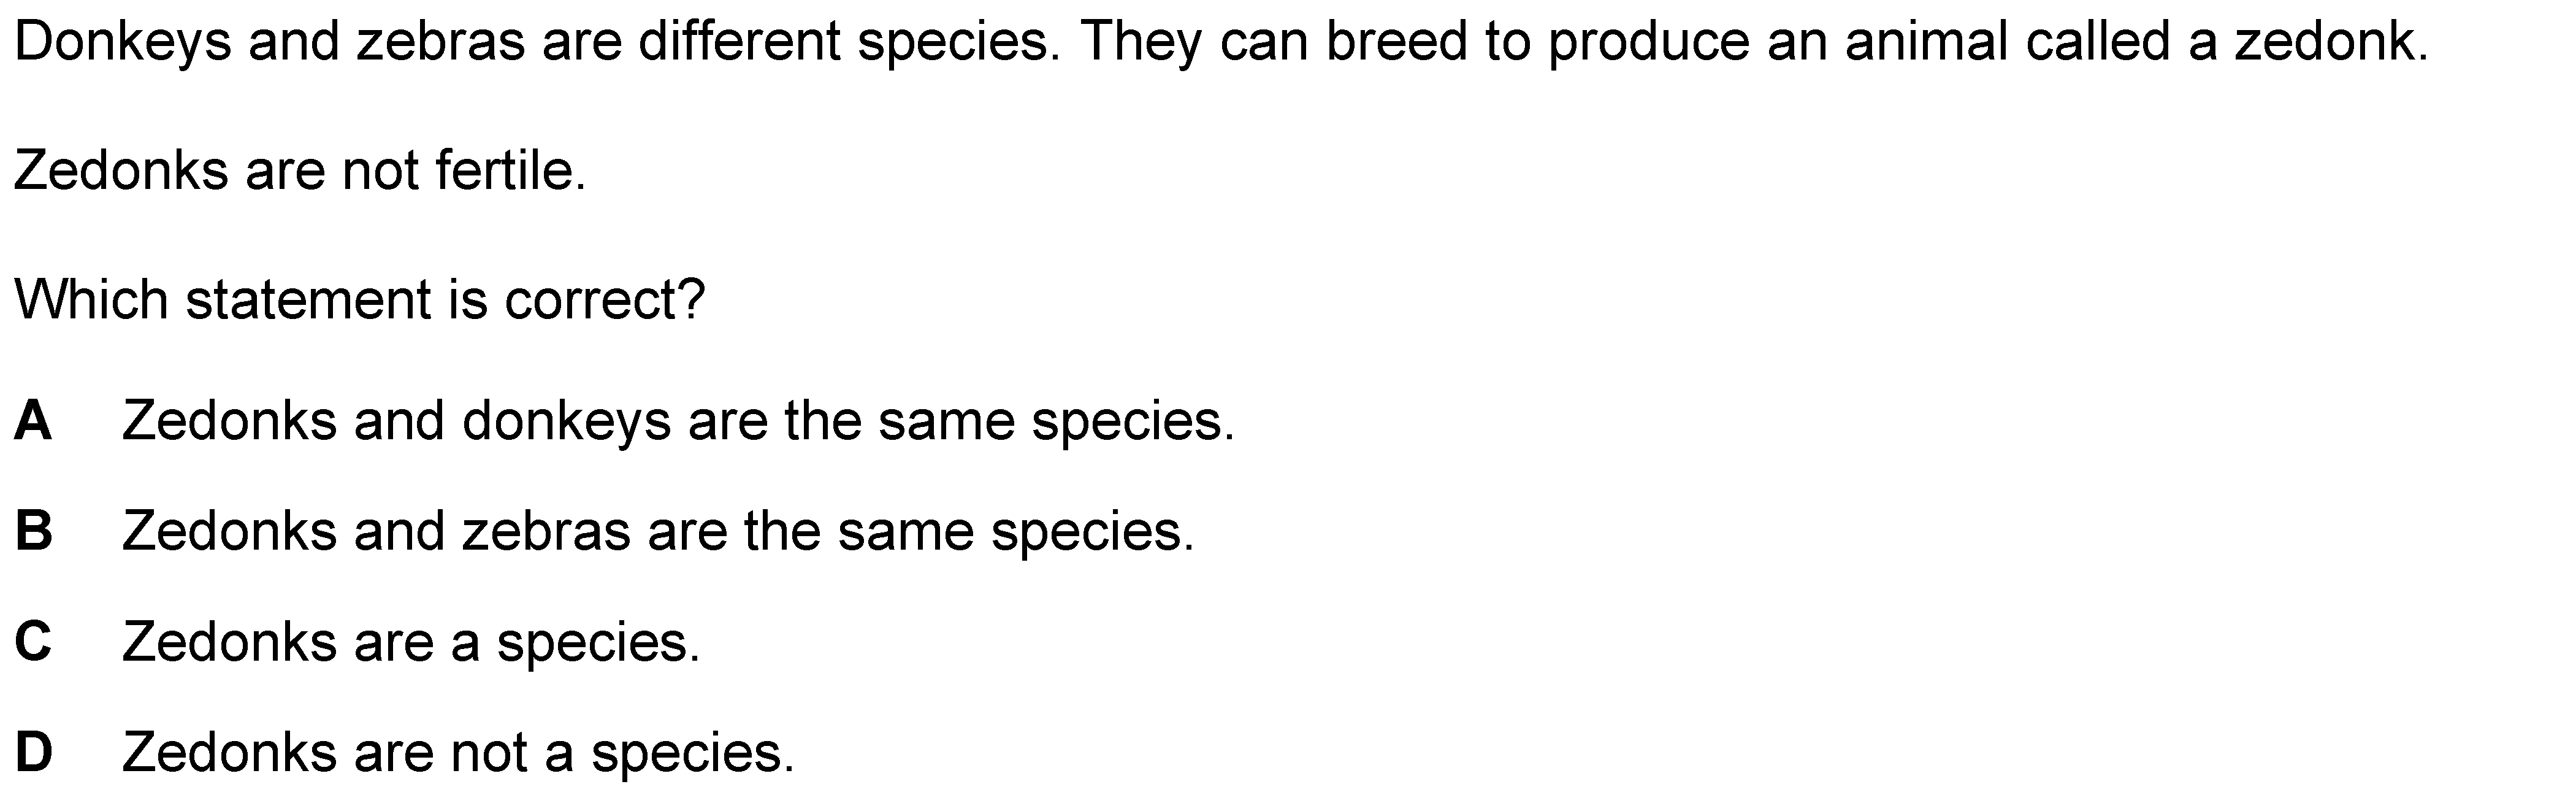 Donkeys and zebras are different species. They can breed to produce an animal called a zedonk.
Zedonks are not fertile.
Which statement is correct?
A Zedonks and donkeys are the same species.
B Zedonks and zebras are the same species.
C Zedonks are a species.
D Zedonks are not a species.